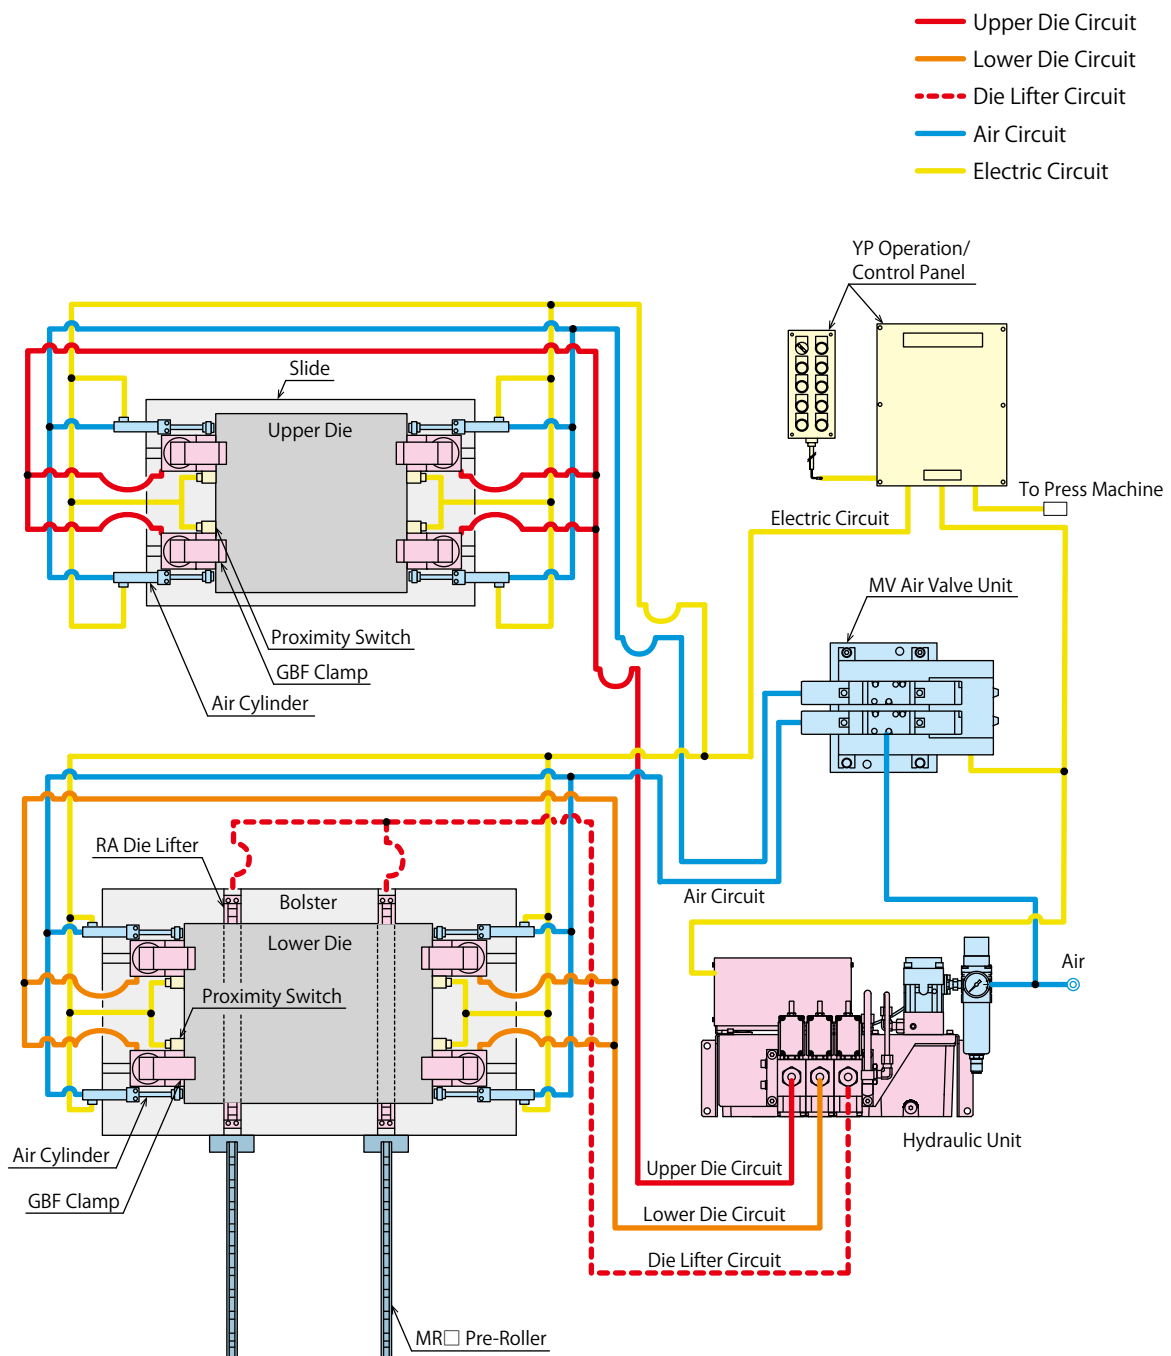 Upper Die Circuit
Lower Die Circuit
Die Lifter Circuit
Air Circuit
Electric Circuit
YP Operation/
Control Panel
Slide
Upper Die
To Press Machine
Electric Circuit
MV Air Valve Unit
Proximity Switch
GBF Clamp
Air Cylinder
RA Die Lifter
Bolster
Air Circuit
Lower Die
Air
Proximity Switch
Hydraulic Unit
Air Cylinder
Upper Die Circuit
GBF Clamp
Lower Die Circuit
Die Lifter Circuit
MR□ Pre-Roller